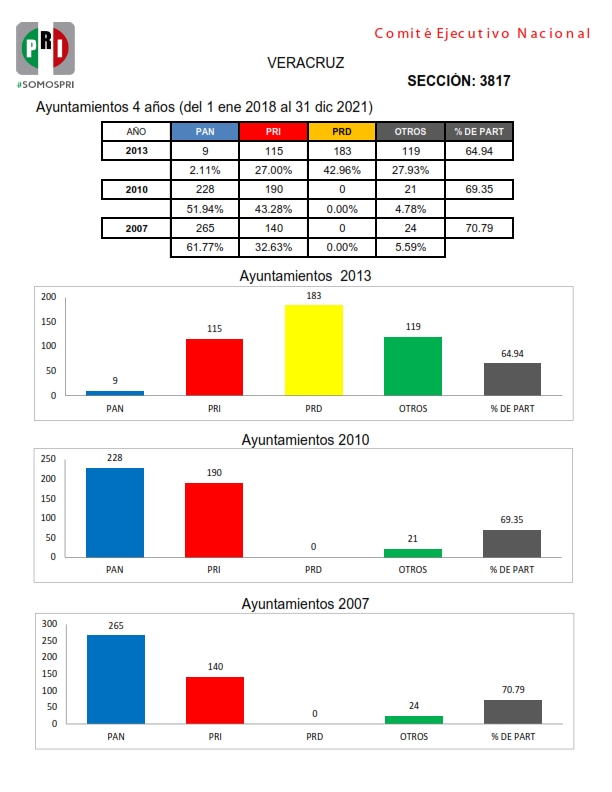 Comité Ejecutivo Nacional
PRI
#SOMOSPRI
VERACRUZ
SECCIÓN: 3817
Ayuntamientos 4 años (del 1 ene 2018 al 31 dic 2021)
AÑO PAN PRI PRD OTROS % DE PART
2013 9 115 183 119 64.94
2.11% 27.00% 42.96% 27.93%
2010 228 190 0 21 69.35
51.94% 43.28% 0.00% 4.78%
2007 265 140 0 24 70.79
61.77% 32.63% 0.00% 5.59%
Ayuntamientos 2013
200
150
100
50
0
9 115 183 119 64.94
PAN PRI PRD OTROS % DE PART
Ayuntamientos 2010
250
200
150
100
50
0
228 190 0 21 69.35
PAN PRI PRD OTROS % DE PART
Ayuntamientos 2007
300
250
200
150
100
50
0
265 140 0 24 70.79
PAN PRI PRD OTROS % DE PART